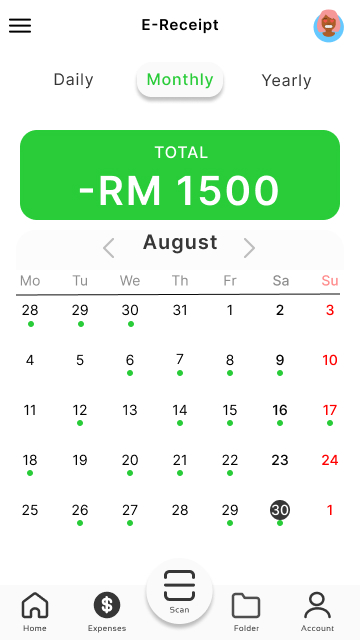 E-Receipt
Daily Monthly Yearly
TOTAL
-RM 1500
August
Mo Tu We Th Fr Sa Su
28 29 30 31 1 2 3
4 5 6 7 8 9 10
11 12 13 14 15 16 17
18 19 20 21 22 23 24
25 26 27 28 29 30 1
Home Expenses Scan Folder Account